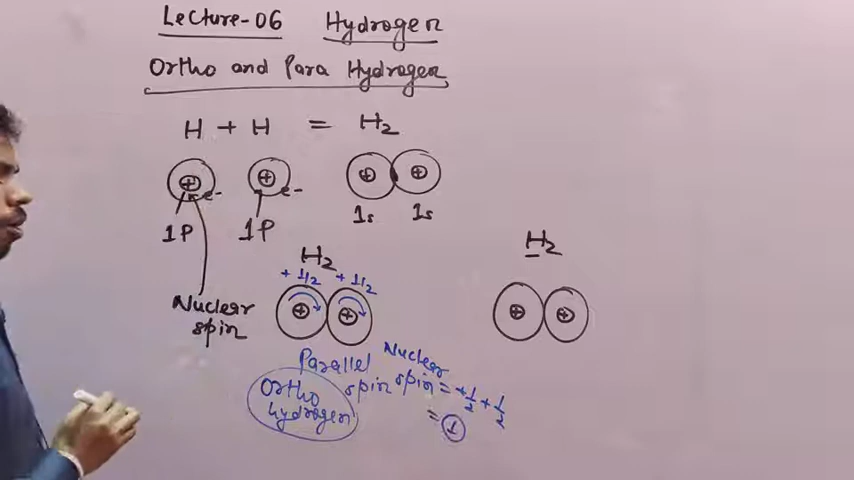 Lecture-06 Hydrogen
Ortho and Para Hydrogen
H + H = H₂
+ + + +
e- e-
1P 1P 1s 1s
H₂ H₂
+ 1/2 + 1/2
Nuclear
spin
+ + + +
Parallel
spin
Nuclear
spin = +1/2 + 1/2
= 1
Ortho
hydrogen